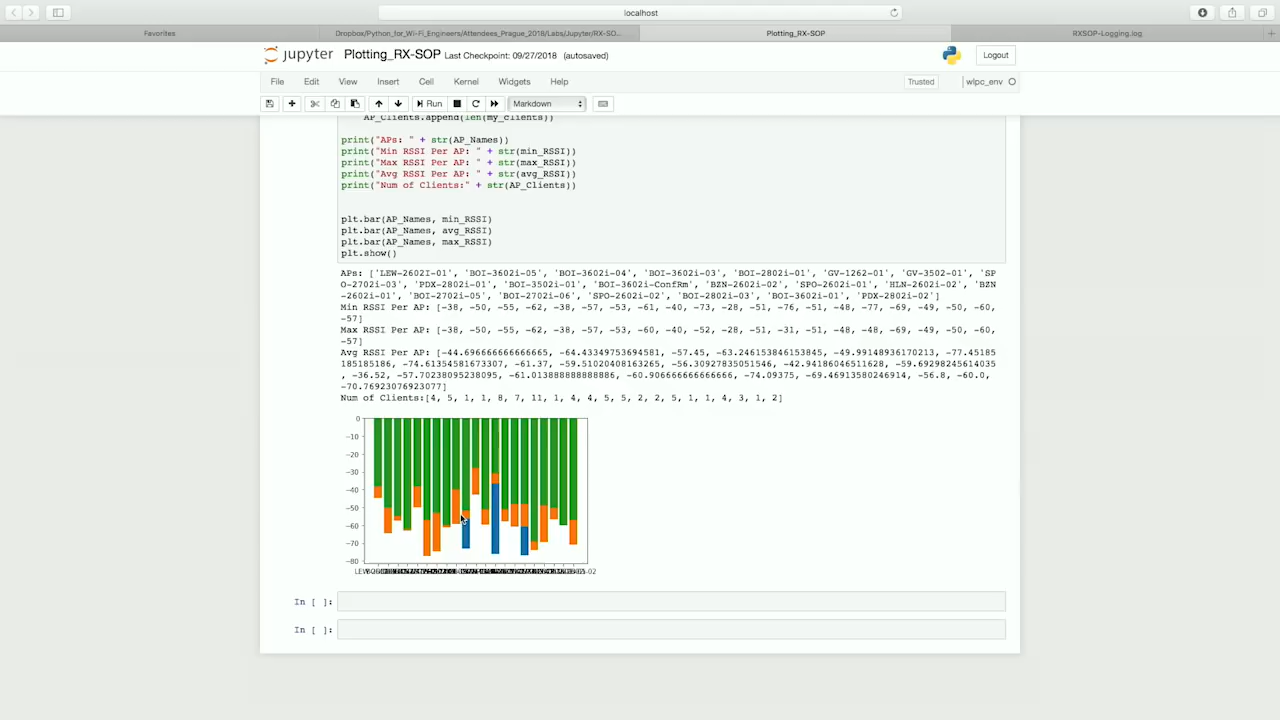 localhost
Favorites
Dropbox/Python_for_Wi-Fi_Engineers/Attendees_Prague_2018/Labs/Jupyter/RX-SO...
Plotting_RX-SOP
RXSOP-Logging.log
jupyter Plotting_RX-SOP Last Checkpoint: 09/27/2018 (autosaved)
Logout
File Edit View Insert Cell Kernel Widgets Help
Trusted
wipc_env
Run
Markdown
AP_Clients.append(len(my_clients))
print("APs: " + str(AP_Names))
print("Min RSSI Per AP: " + str(min_RSSI))
print("Max RSSI Per AP: " + str(max_RSSI))
print("Avg RSSI Per AP: " + str(avg_RSSI))
print("Num of Clients:" + str(AP_Clients))
plt.bar(AP_Names, min_RSSI)
plt.bar(AP_Names, avg_RSSI)
plt.bar(AP_Names, max_RSSI)
plt.show()
APs: ['LEW-2602I-01', 'BOI-3602i-05', 'BOI-3602i-04', 'BOI-3602i-03', 'BOI-2802i-01', 'GV-1262-01', 'GV-3502-01', 'SP
O-2702i-03', 'PDX-2802i-01', 'BOI-3502i-01', 'BOI-3602i-ConfRm', 'BZN-2602i-02', 'SPO-2602i-01', 'HLN-2602i-02', 'BZN
-2602i-01', 'BOI-2702i-05', 'BOI-2702i-06', 'SPO-2602i-02', 'BOI-2802i-03', 'BOI-3602i-01', 'PDX-2802i-02']
Min RSSI Per AP: [-38, -50, -55, -62, -38, -57, -53, -61, -40, -73, -28, -51, -76, -51, -48, -77, -69, -49, -50, -60,
-57]
Max RSSI Per AP: [-38, -50, -55, -62, -38, -57, -53, -60, -40, -52, -28, -51, -31, -51, -48, -48, -69, -49, -50, -60,
-57]
Avg RSSI Per AP: [-44.696666666666665, -64.43349753694581, -57.45, -63.246153846153845, -49.99148936170213, -77.45185
185185186, -74.61354581673307, -61.37, -59.51020408163265, -56.30927835051546, -42.94186046511628, -59.69298245614035
, -36.52, -57.70238095238095, -61.013888888888886, -60.906666666666666, -74.09375, -69.46913580246914, -56.8, -60.0,
-70.76923076923077]
Num of Clients:[4, 5, 1, 1, 8, 7, 11, 1, 4, 4, 5, 5, 2, 2, 5, 1, 1, 4, 3, 1, 2]
0
−10
−20
−30
−40
−50
−60
−70
−80
In [ ]:
In [ ]: